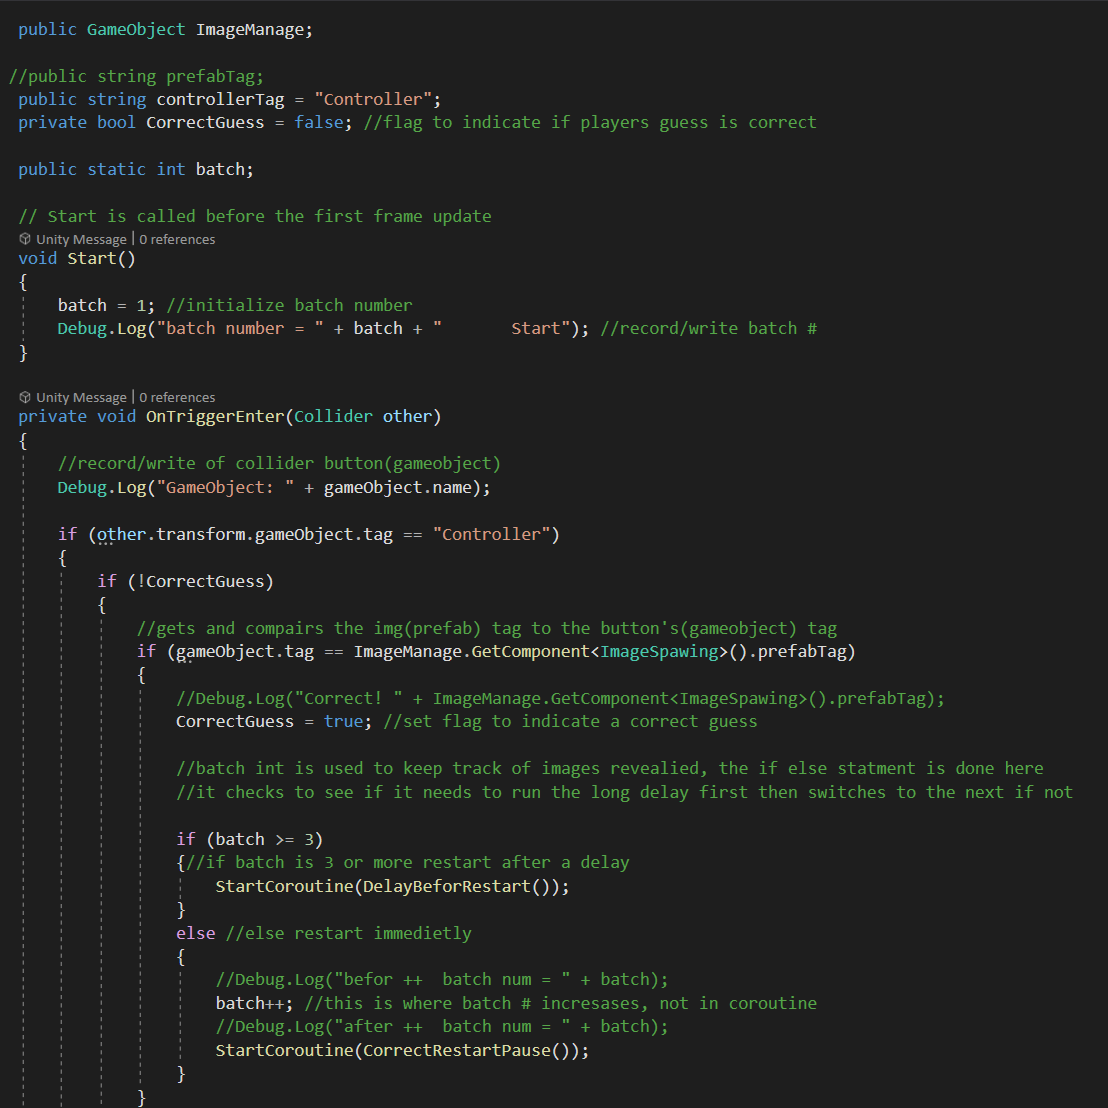 public GameObject ImageManage;
//public string prefabTag;
public string controllerTag = "Controller";
private bool CorrectGuess = false; //flag to indicate if players guess is correct
public static int batch;
// Start is called before the first frame update
Unity Message | 0 references
void Start()
{
batch = 1; //initialize batch number
Debug.Log("batch number = " + batch + "       Start"); //record/write batch #
}
Unity Message | 0 references
private void OnTriggerEnter(Collider other)
{
//record/write of collider button(gameobject)
Debug.Log("GameObject: " + gameObject.name);
if (other.transform.gameObject.tag == "Controller")
{
if (!CorrectGuess)
{
//gets and compairs the img(prefab) tag to the button's(gameobject) tag
if (gameObject.tag == ImageManage.GetComponent<ImageSpawing>().prefabTag)
{
//Debug.Log("Correct! " + ImageManage.GetComponent<ImageSpawing>().prefabTag);
CorrectGuess = true; //set flag to indicate a correct guess
//batch int is used to keep track of images revealied, the if else statment is done here
//it checks to see if it needs to run the long delay first then switches to the next if not
if (batch >= 3)
{//if batch is 3 or more restart after a delay
StartCoroutine(DelayBeforRestart());
}
else //else restart immedietly
{
//Debug.Log("befor ++  batch num = " + batch);
batch++; //this is where batch # incresases, not in coroutine
//Debug.Log("after ++  batch num = " + batch);
StartCoroutine(CorrectRestartPause());
}
}